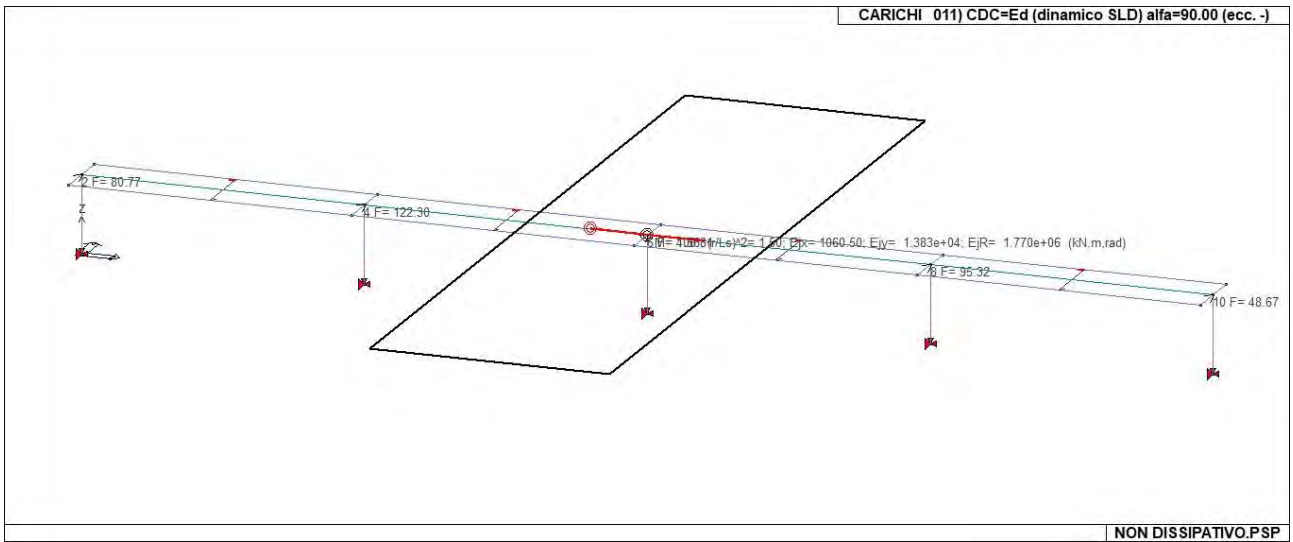 CARICHI 011) CDC=Ed (dinamico SLD) alfa=90.00 (ecc. -)
2 F= 80.77
Z
4 F= 122.30
r/Ls)^2= 1.50; Ejx= 1060.50; Ejy= 1.383e+04; EjR= 1.770e+06 (kN.m,rad)
8 F= 95.32
10 F= 48.67
NON DISSIPATIVO.PSP